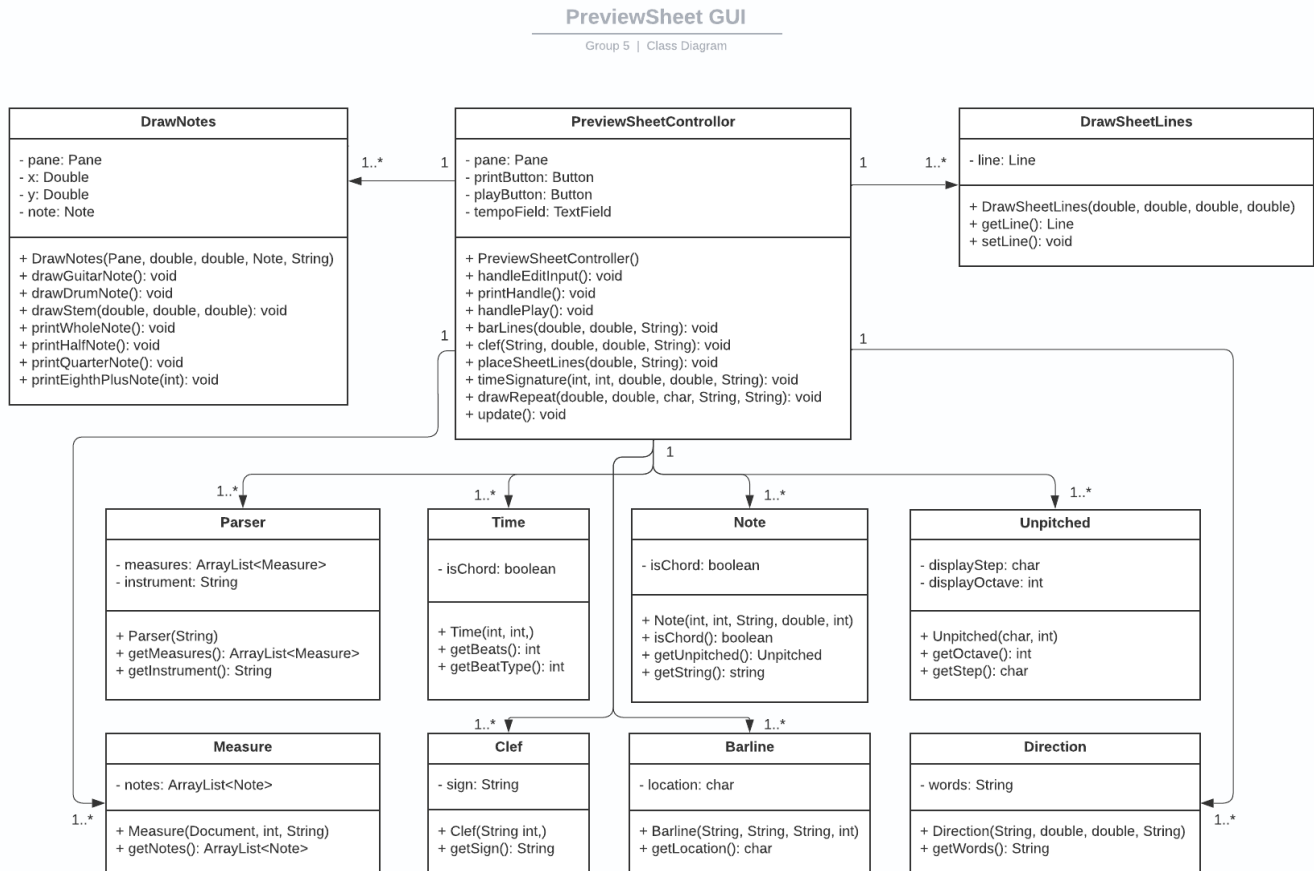 PreviewSheet GUI
Group 5 | Class Diagram
DrawNotes
- pane: Pane
- x: Double
- y: Double
- note: Note
+ DrawNotes(Pane, double, double, Note, String)
+ drawGuitarNote(): void
+ drawDrumNote(): void
+ drawStem(double, double, double): void
+ printWholeNote(): void
+ printHalfNote(): void
+ printQuarterNote(): void
+ printEighthPlusNote(int): void
1..*
1
PreviewSheetControllor
- pane: Pane
- printButton: Button
- playButton: Button
- tempoField: TextField
+ PreviewSheetController()
+ handleEditInput(): void
+ printHandle(): void
+ handlePlay(): void
+ barLines(double, double, String): void
+ clef(String, double, double, String): void
+ placeSheetLines(double, String): void
+ timeSignature(int, int, double, double, String): void
+ drawRepeat(double, double, char, String, String): void
+ update(): void
1
1..*
DrawSheetLines
- line: Line
+ DrawSheetLines(double, double, double, double)
+ getLine(): Line
+ setLine(): void
1
1
1
1..*
1..*
1..*
1..*
Parser
- measures: ArrayList<Measure>
- instrument: String
+ Parser(String)
+ getMeasures(): ArrayList<Measure>
+ getInstrument(): String
Time
- isChord: boolean
+ Time(int, int,)
+ getBeats(): int
+ getBeatType(): int
Note
- isChord: boolean
+ Note(int, int, String, double, int)
+ isChord(): boolean
+ getUnpitched(): Unpitched
+ getString(): string
Unpitched
- displayStep: char
- displayOctave: int
+ Unpitched(char, int)
+ getOctave(): int
+ getStep(): char
1..*
1..*
Measure
- notes: ArrayList<Note>
+ Measure(Document, int, String)
+ getNotes(): ArrayList<Note>
1..*
Clef
- sign: String
+ Clef(String int,)
+ getSign(): String
Barline
- location: char
+ Barline(String, String, String, int)
+ getLocation(): char
Direction
- words: String
+ Direction(String, double, double, String)
+ getWords(): String
1..*